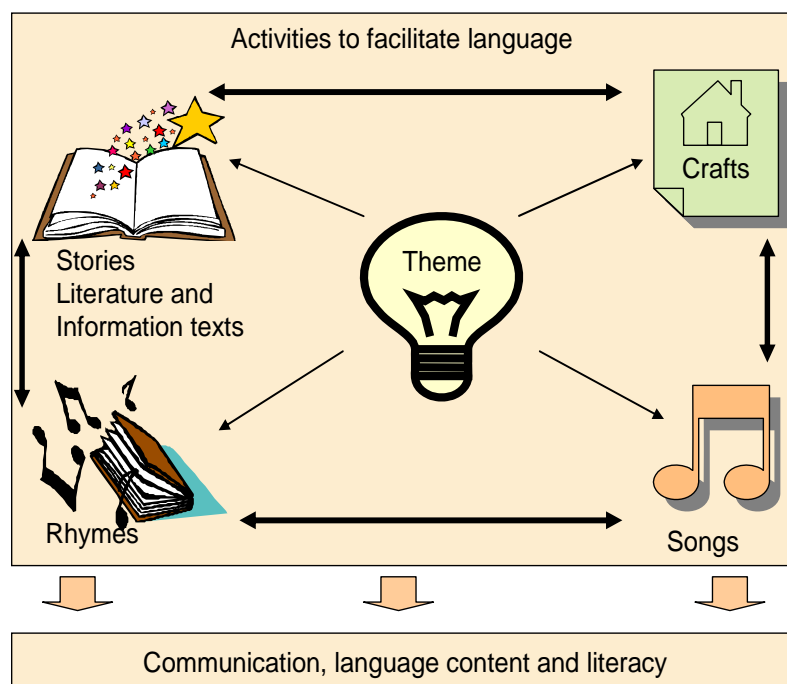 Activities to facilitate language
Crafts
Theme
Stories
Literature and
Information texts
Rhymes
Songs
Communication, language content and literacy